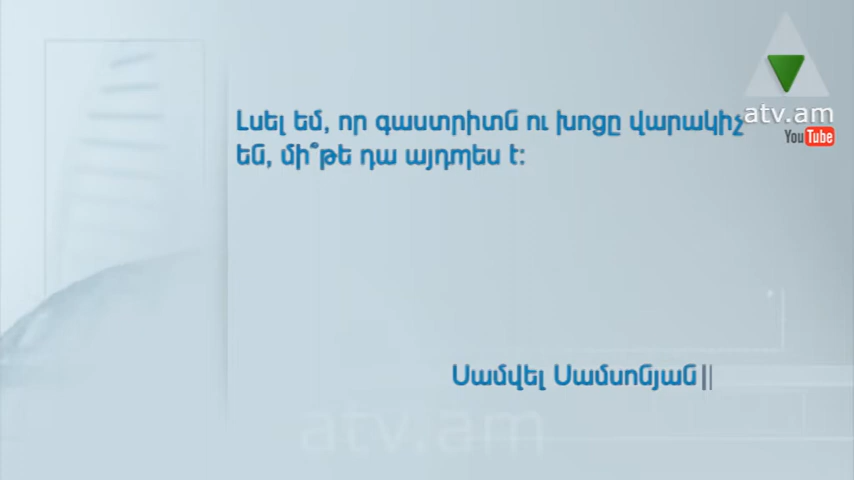 Լսել եմ, որ գաստրիտն ու խոցը վարակիչ
են, մի՞թե դա այդպես է:
Սամվել Սամսոնյան
atv.am
YouTube
atv.am